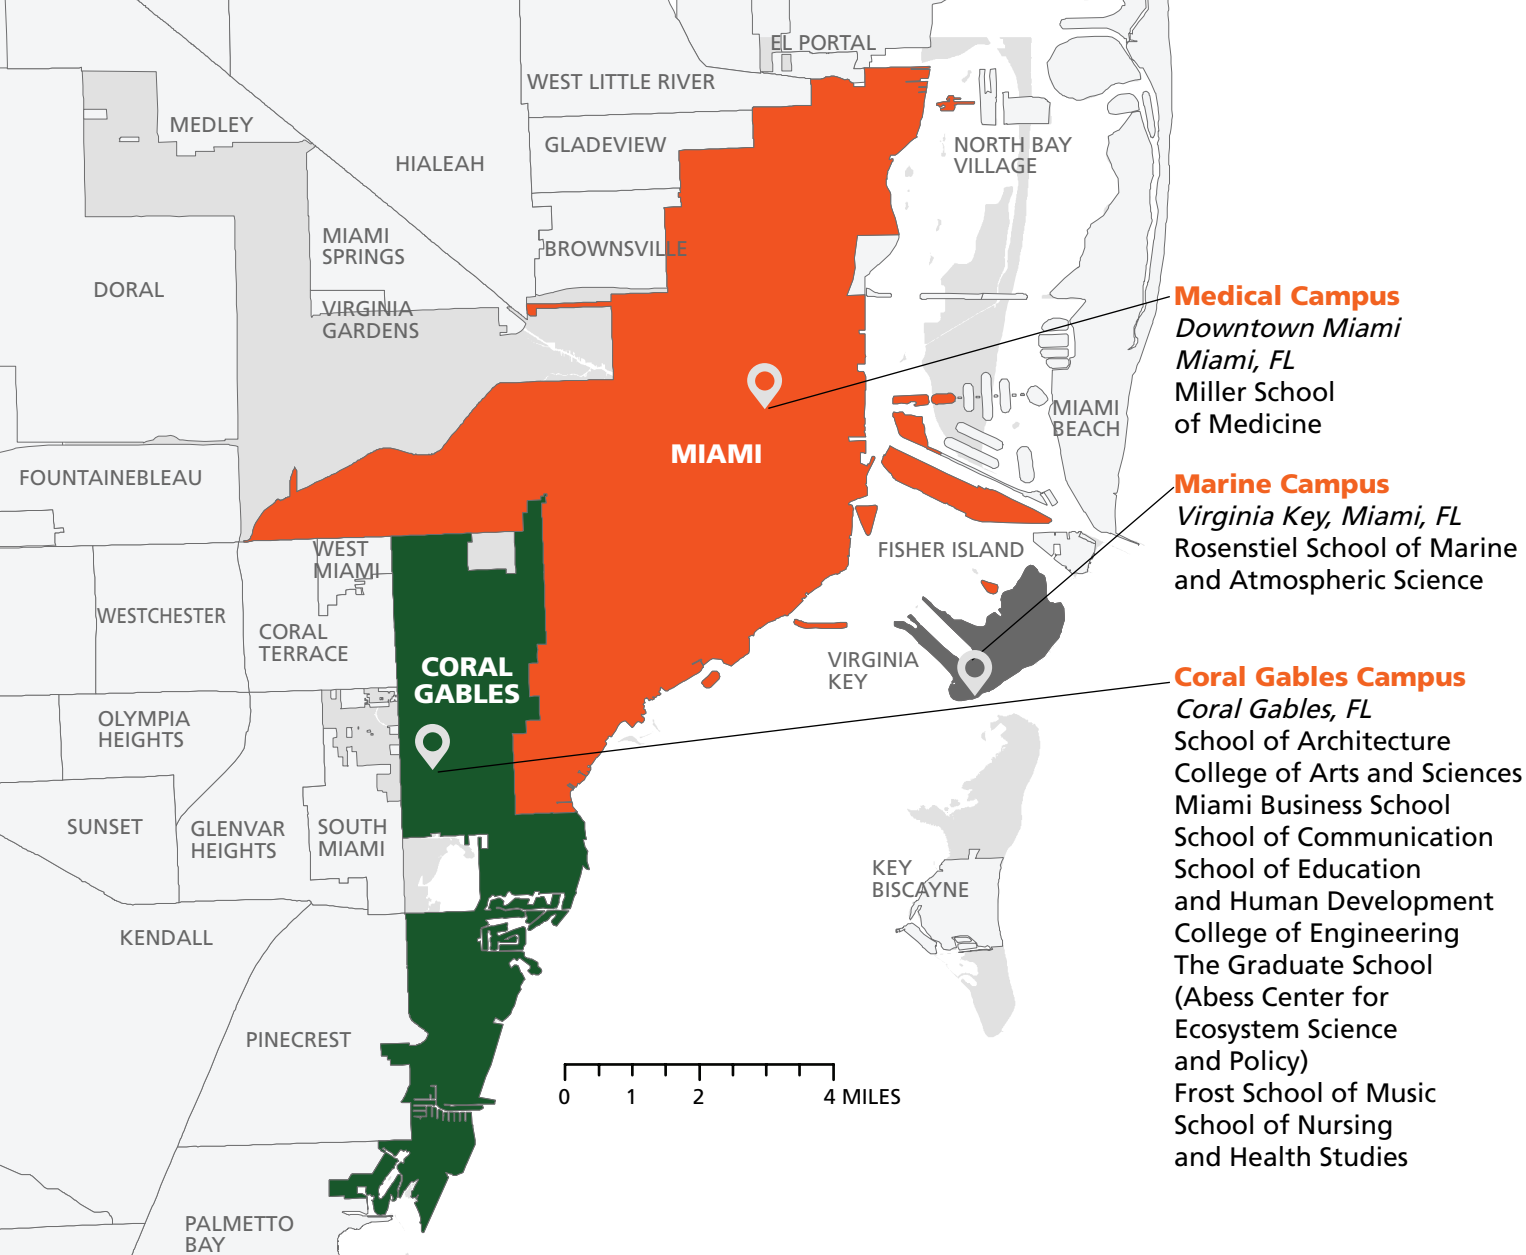 EL PORTAL
WEST LITTLE RIVER
MEDLEY
GLADEVIEW
HIALEAH
NORTH BAY
VILLAGE
MIAMI
SPRINGS
BROWNSVILLE
DORAL
VIRGINIA
GARDENS
MIAMI
BEACH
MIAMI
FOUNTAINEBLEAU
WEST
MIAMI
FISHER ISLAND
WESTCHESTER
CORAL
TERRACE
CORAL
GABLES
VIRGINIA
KEY
OLYMPIA
HEIGHTS
SUNSET
GLENVAR
HEIGHTS
SOUTH
MIAMI
KEY
BISCAYNE
KENDALL
PINECREST
PALMETTO
BAY
0 1 2 4 MILES
Medical Campus
Downtown Miami
Miami, FL
Miller School
of Medicine
Marine Campus
Virginia Key, Miami, FL
Rosenstiel School of Marine
and Atmospheric Science
Coral Gables Campus
Coral Gables, FL
School of Architecture
College of Arts and Sciences
Miami Business School
School of Communication
School of Education
and Human Development
College of Engineering
The Graduate School
(Abess Center for
Ecosystem Science
and Policy)
Frost School of Music
School of Nursing
and Health Studies